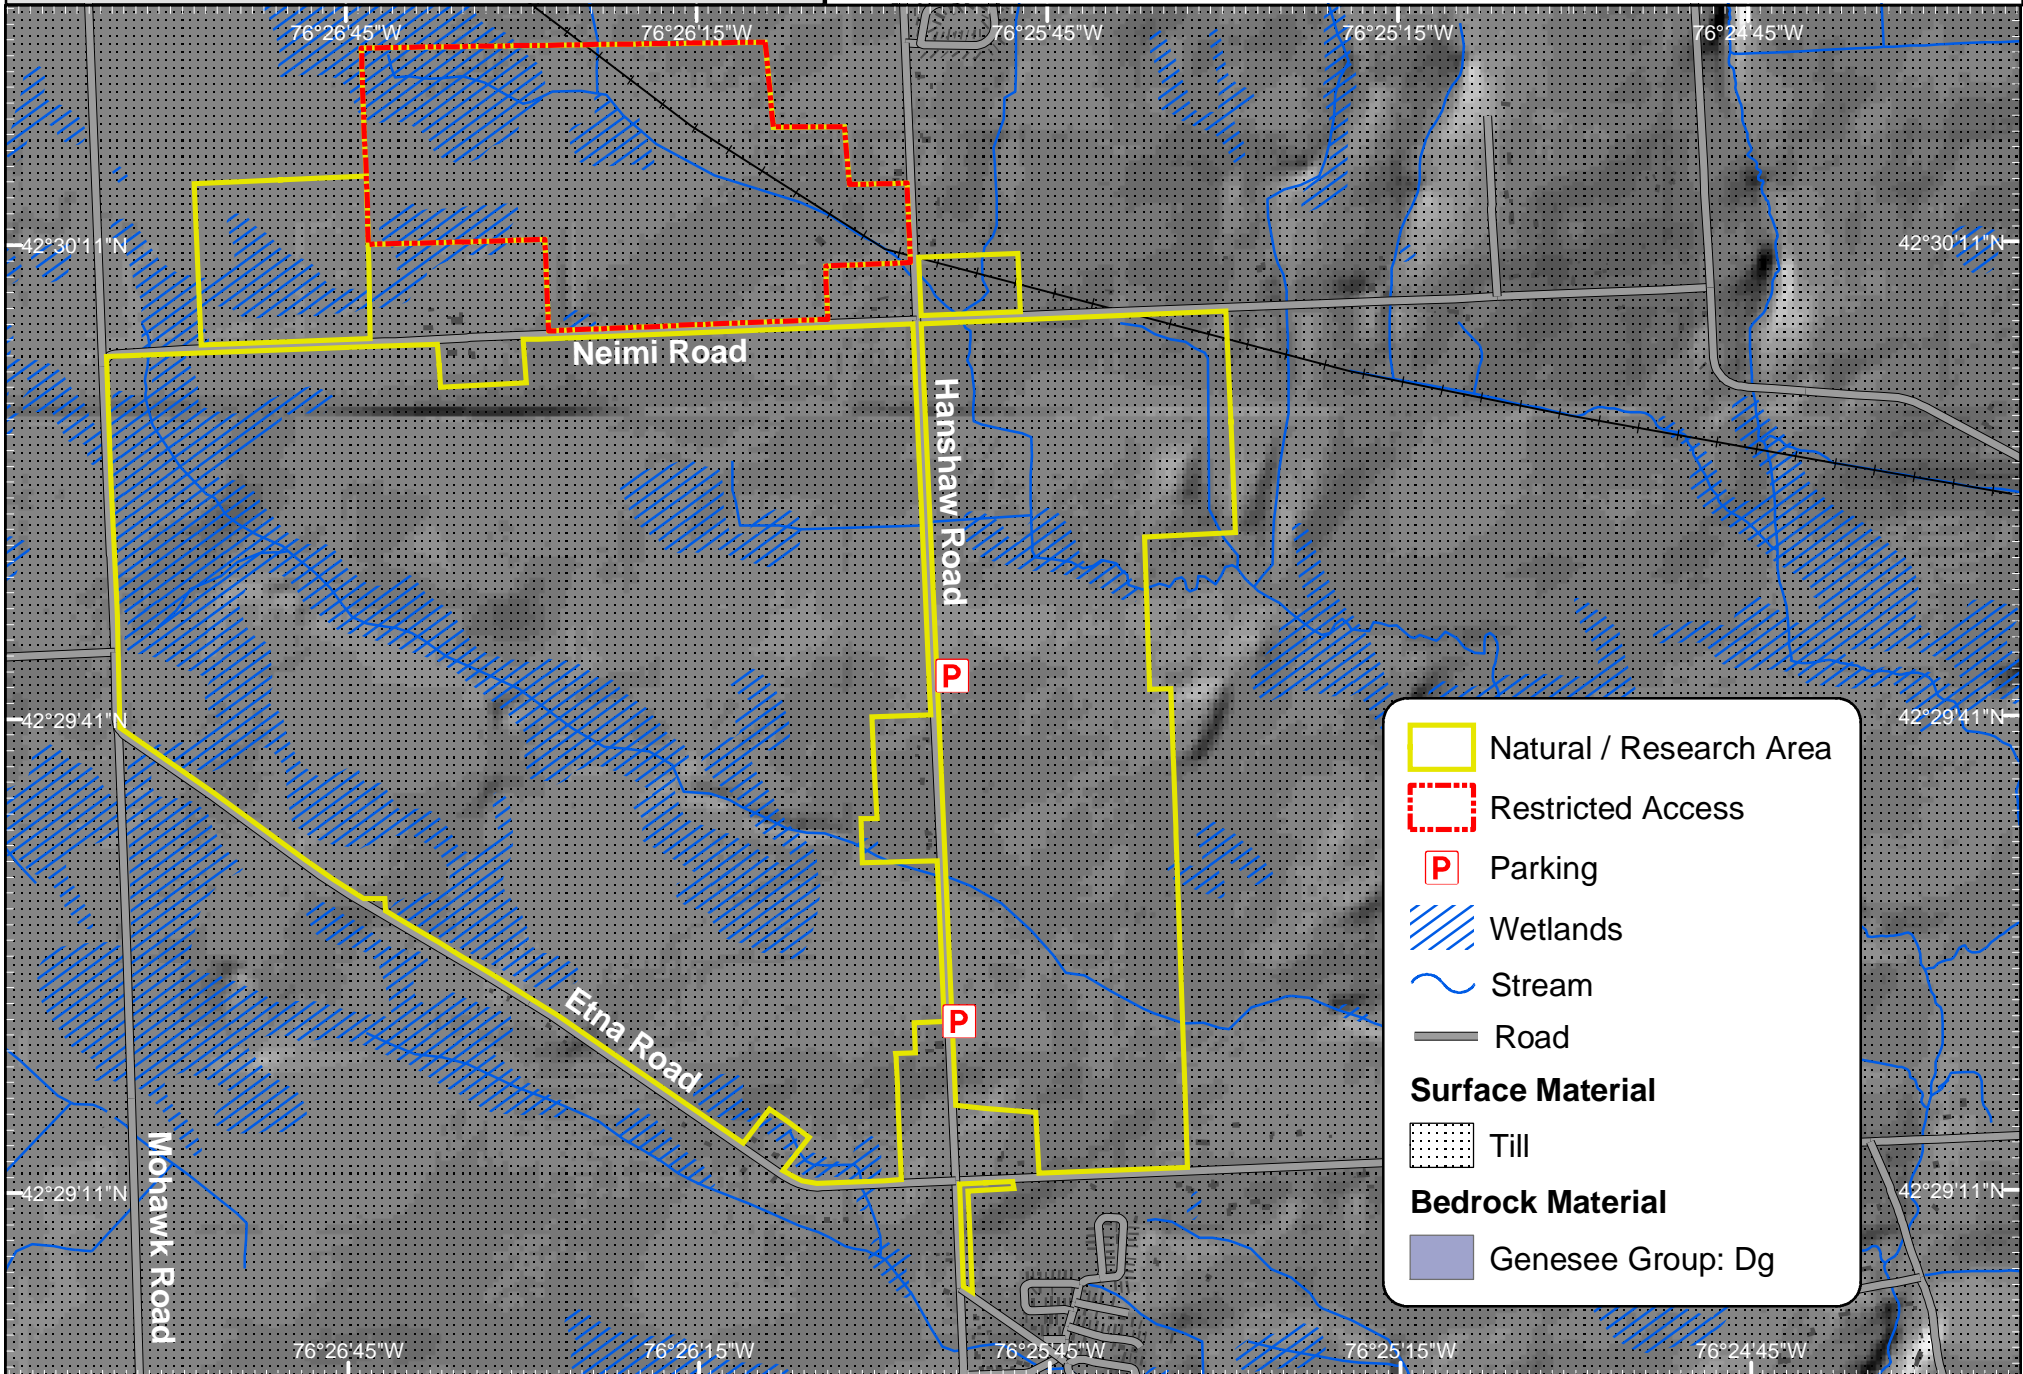 76°26'45"W
76°26'15"W
76°25'45"W
76°25'15"W
76°24'45"W
42°30'11"N
42°30'11"N
Neimi Road
Hanshaw Road
P
42°29'41"N
42°29'41"N
Natural / Research Area
Restricted Access
P
Parking
Wetlands
Stream
Road
Surface Material
Till
Bedrock Material
Genesee Group: Dg
P
Etna Road
Mohawk Road
42°29'11"N
42°29'11"N
76°26'45"W
76°26'15"W
76°25'45"W
76°25'15"W
76°24'45"W